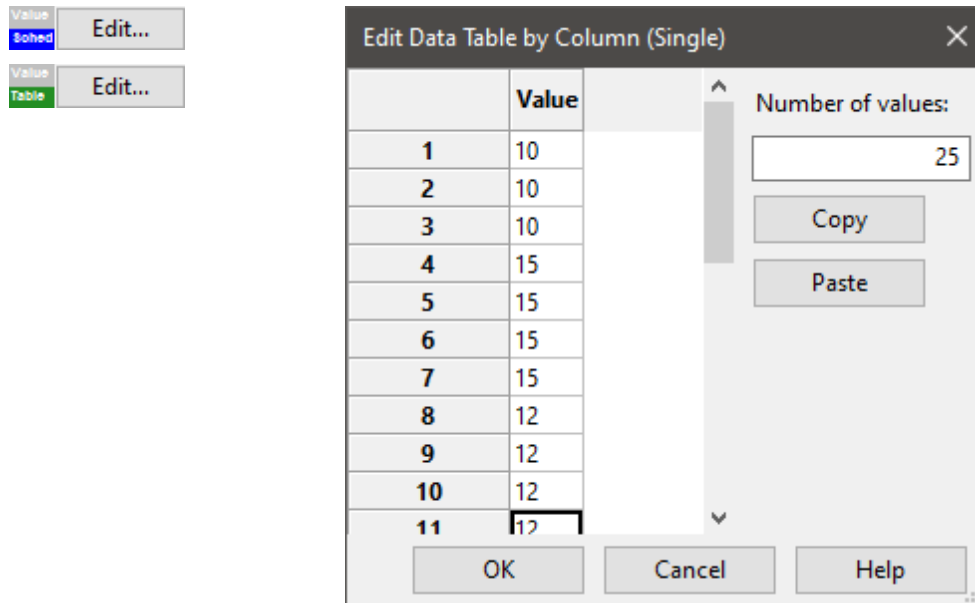 Value
Sched Edit...
Value
Table Edit...
Edit Data Table by Column (Single)
Value
Number of values:
25
1 10
2 10
3 10
4 15
5 15
6 15
7 15
8 12
9 12
10 12
11 12
Copy
Paste
OK Cancel Help